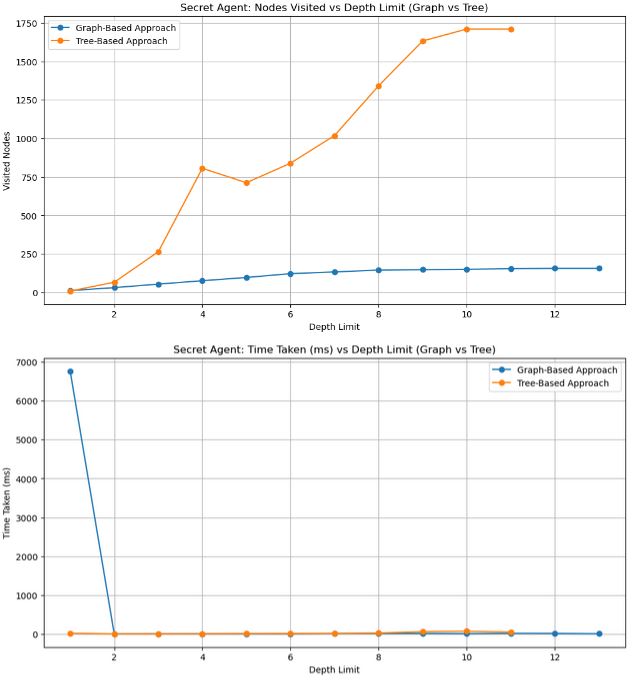 Secret Agent: Nodes Visited vs Depth Limit (Graph vs Tree)
Graph-Based Approach
Tree-Based Approach
1750
1500
1250
1000
750
500
250
0
Visited Nodes
2 4 6 8 10 12
Depth Limit
Secret Agent: Time Taken (ms) vs Depth Limit (Graph vs Tree)
Graph-Based Approach
Tree-Based Approach
7000
6000
5000
4000
3000
2000
1000
0
Time Taken (ms)
2 4 6 8 10 12
Depth Limit